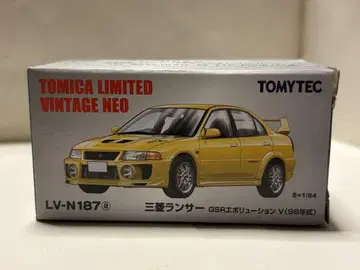 TOMICA LIMITED
VINTAGE NEO
TOMYTEC
S=1/64
LV-N187ⓐ
三菱ランサー GSRエボリューション V(98年式)